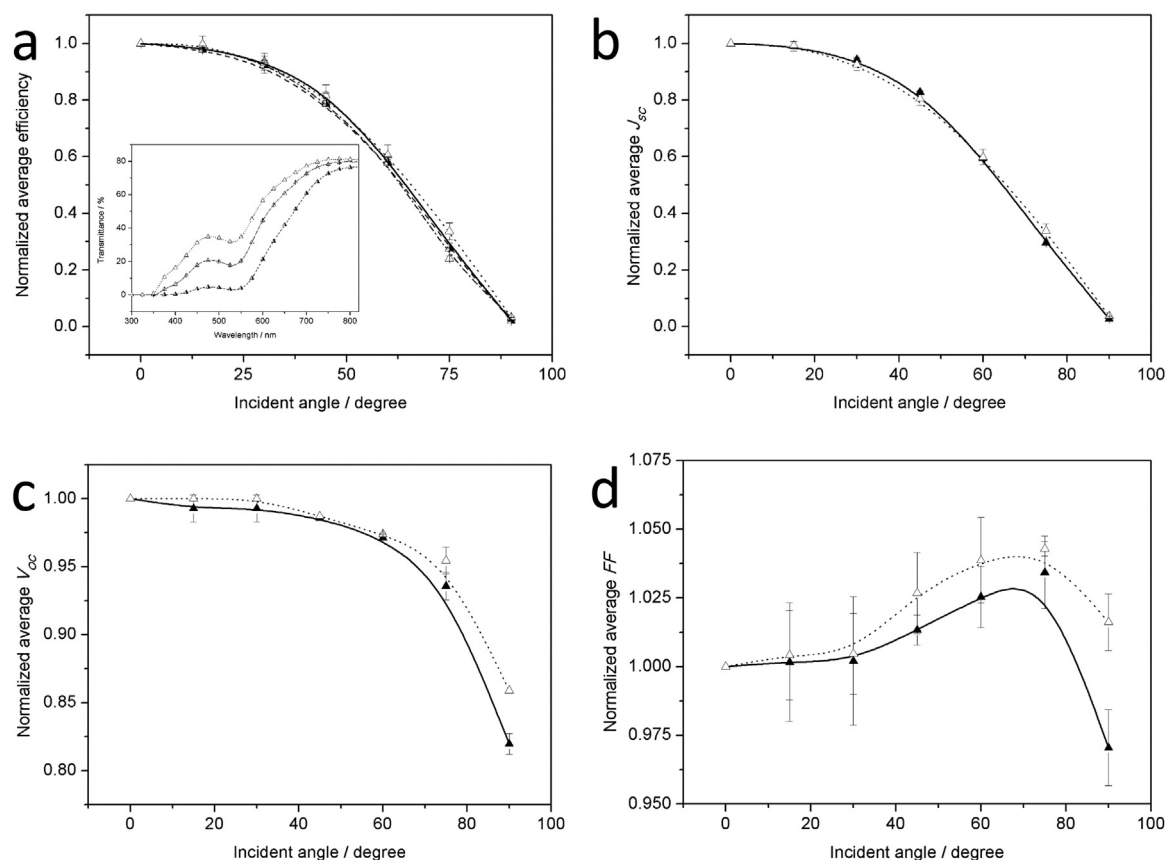 a
1.0
0.8
0.6
0.4
0.2
0.0
Normalized average efficiency
0 25 50 75 100
Incident angle / degree
80
60
40
20
0
Transmittance / %
300 400 500 600 700 800
Wavelength / nm
b
1.0
0.8
0.6
0.4
0.2
0.0
Normalized average Jsc
0 20 40 60 80 100
Incident angle / degree
c
1.00
0.95
0.90
0.85
0.80
Normalized average Voc
0 20 40 60 80 100
Incident angle / degree
d
1.075
1.050
1.025
1.000
0.975
0.950
Normalized average FF
0 20 40 60 80 100
Incident angle / degree